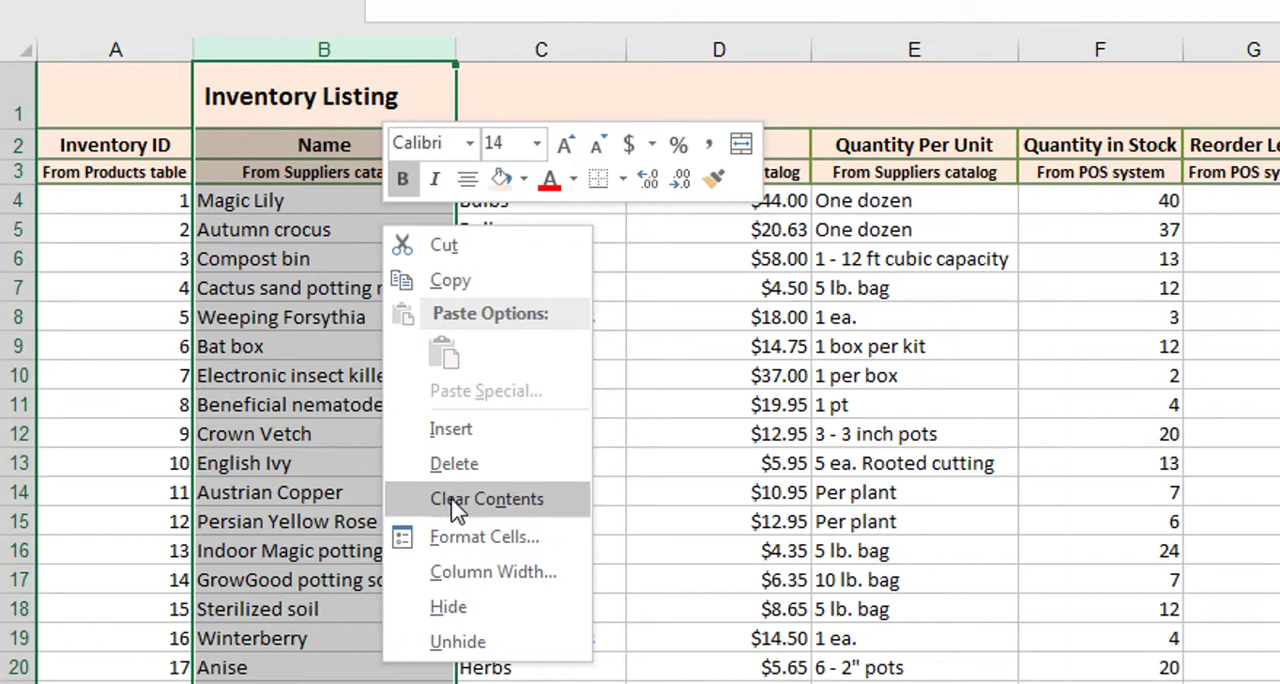 A B C D E F G
1 Inventory Listing
Calibri 14 $ % ,
2 Inventory ID Name Quantity Per Unit Quantity in Stock Reorder Le
B I A .00 .00
3 From Products table From Suppliers cata talog From Suppliers catalog From POS system From POS sy
4 1 Magic Lily Bulbs $44.00 One dozen 40
5 2 Autumn crocus $20.63 One dozen 37
Cut
6 3 Compost bin $58.00 1 - 12 ft cubic capacity 13
Copy
7 4 Cactus sand potting $4.50 5 lb. bag 12
Paste Options:
8 5 Weeping Forsythia $18.00 1 ea. 3
9 6 Bat box $14.75 1 box per kit 12
10 7 Electronic insect kille $37.00 1 per box 2
Paste Special...
11 8 Beneficial nematode $19.95 1 pt 4
Insert
12 9 Crown Vetch $12.95 3 - 3 inch pots 20
Delete
13 10 English Ivy $5.95 5 ea. Rooted cutting 13
Clear Contents
14 11 Austrian Copper $10.95 Per plant 7
15 12 Persian Yellow Rose $12.95 Per plant 6
Format Cells...
16 13 Indoor Magic potting $4.35 5 lb. bag 24
Column Width...
17 14 GrowGood potting so $6.35 10 lb. bag 7
Hide
18 15 Sterilized soil $8.65 5 lb. bag 12
19 16 Winterberry s $14.50 1 ea. 4
Unhide
20 17 Anise Herbs $5.65 6 - 2" pots 20